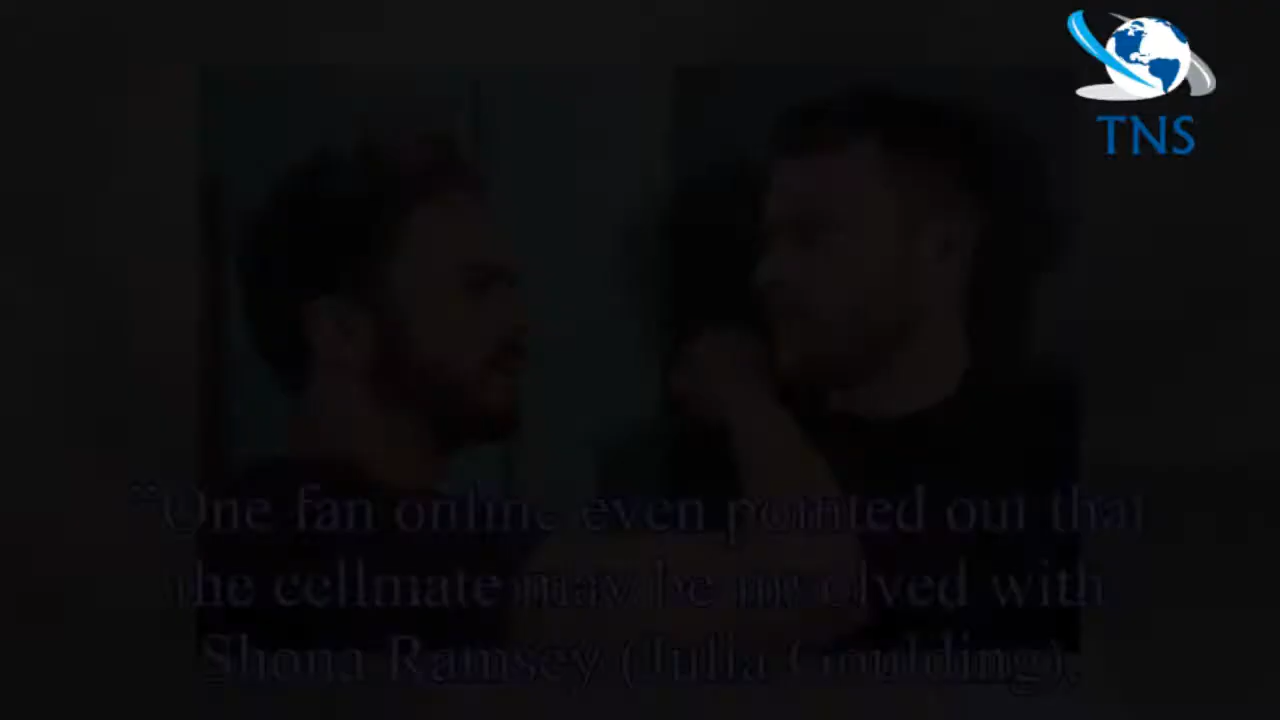 TNS
"One fan online even pointed out that
the cellmate may be involved with
Shona Ramsey (Julia Goulding),